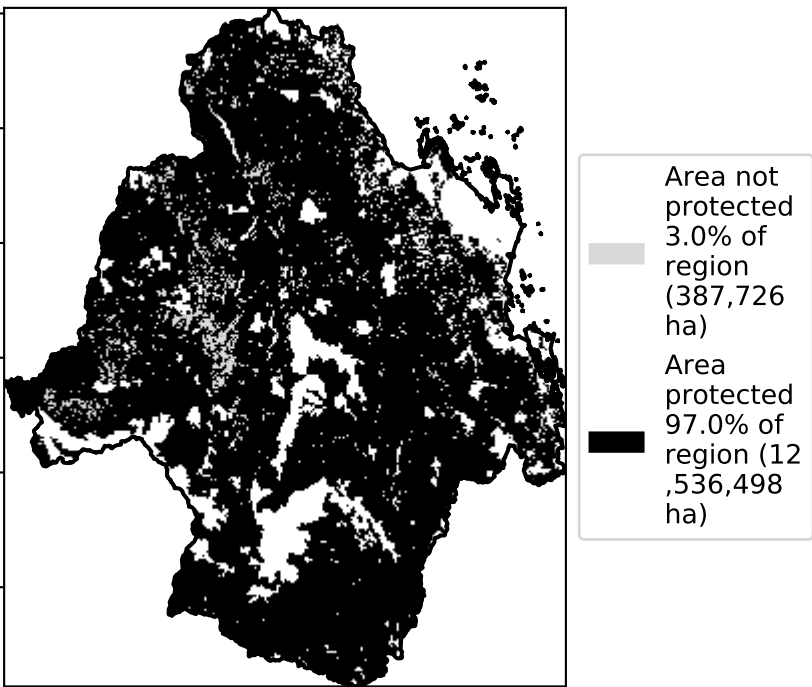 Area not
protected
3.0% of
region
(387,726
ha)
Area
protected
97.0% of
region (12
,536,498
ha)